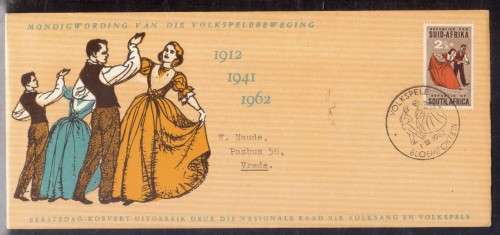 MONDIGWORDING VAN DIE VOLKSPELEBEWEGING
1912
1941
1962
REPUBLIEK VAN
SUID-AFRIKA
2½c
REPUBLIC OF
SOUTH AFRICA
VOLKSPELE
BLOEMFONTEIN
W. Naude,
Posbus 56,
Vrede.
EERSTEDAG-KOEVERT UITGEREIK DEUR DIE NASIONALE RAAD VIR VOLKSANG EN VOLKSPELE